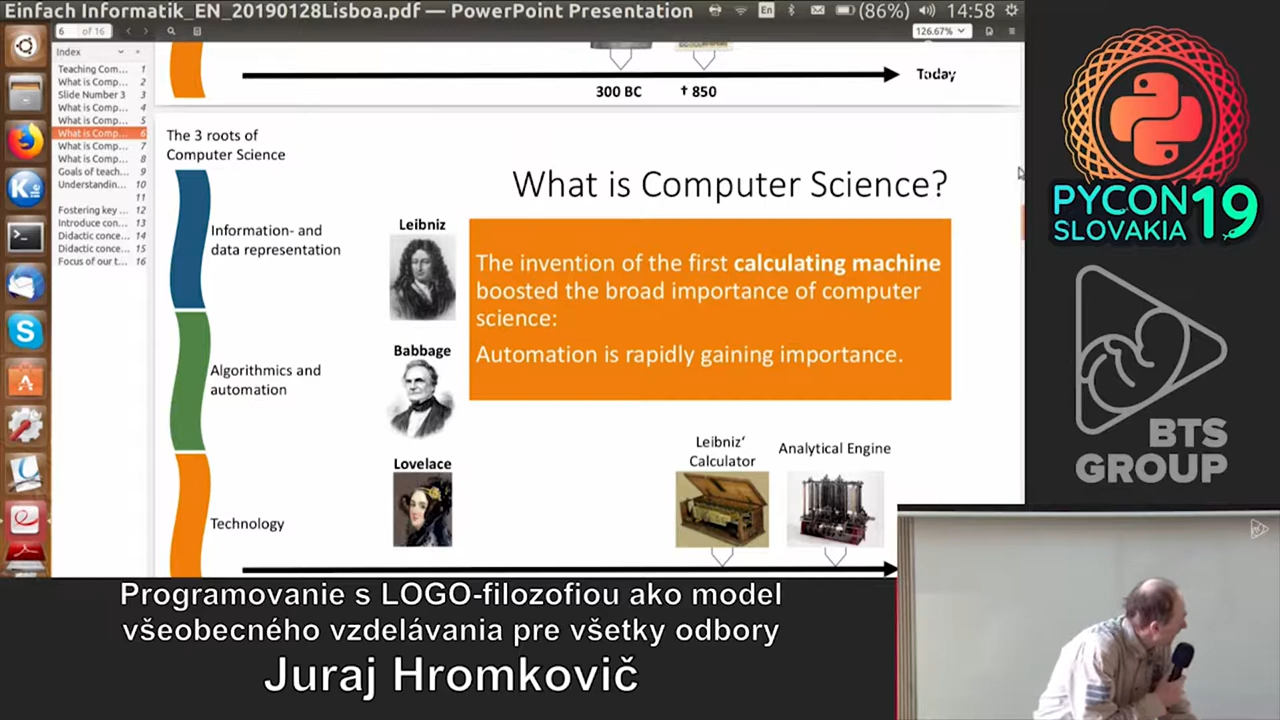 Einfach Informatik_EN_20190128Lisboa.pdf — PowerPoint Presentation
En
(86%)
14:58
6 of 16
126.67%
Index
Teaching Com... 1
What is Comp... 2
Slide Number 3 3
What is Comp... 4
What is Comp... 5
What is Comp... 6
What is Comp... 7
What is Comp... 8
Goals of teach... 9
Understandin... 10
11
Fostering key ... 12
Introduce con... 13
Didactic conce... 14
Didactic conce... 15
Focus of our t... 16
300 BC
† 850
Today
The 3 roots of
Computer Science
What is Computer Science?
Information- and
data representation
Algorithmics and
automation
Technology
Leibniz
Babbage
Lovelace
The invention of the first calculating machine
boosted the broad importance of computer
science:
Automation is rapidly gaining importance.
Leibniz‘
Calculator
Analytical Engine
PYCON
SLOVAKIA
19
BTS
GROUP
Programovanie s LOGO-filozofiou ako model
všeobecného vzdelávania pre všetky odbory
Juraj Hromkovič